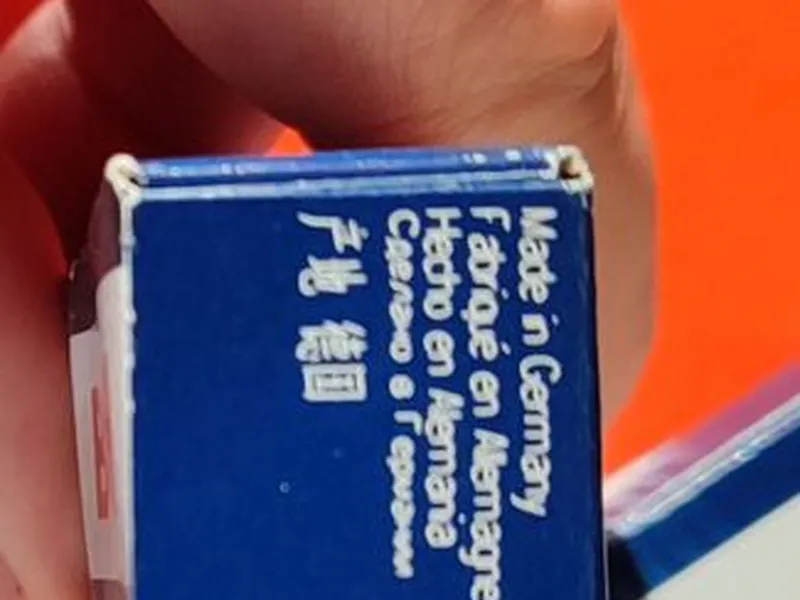 Made in Germany
Fabriqué en Allemagne
Hecho en Alemania
Сделано в Германии
产地 德国